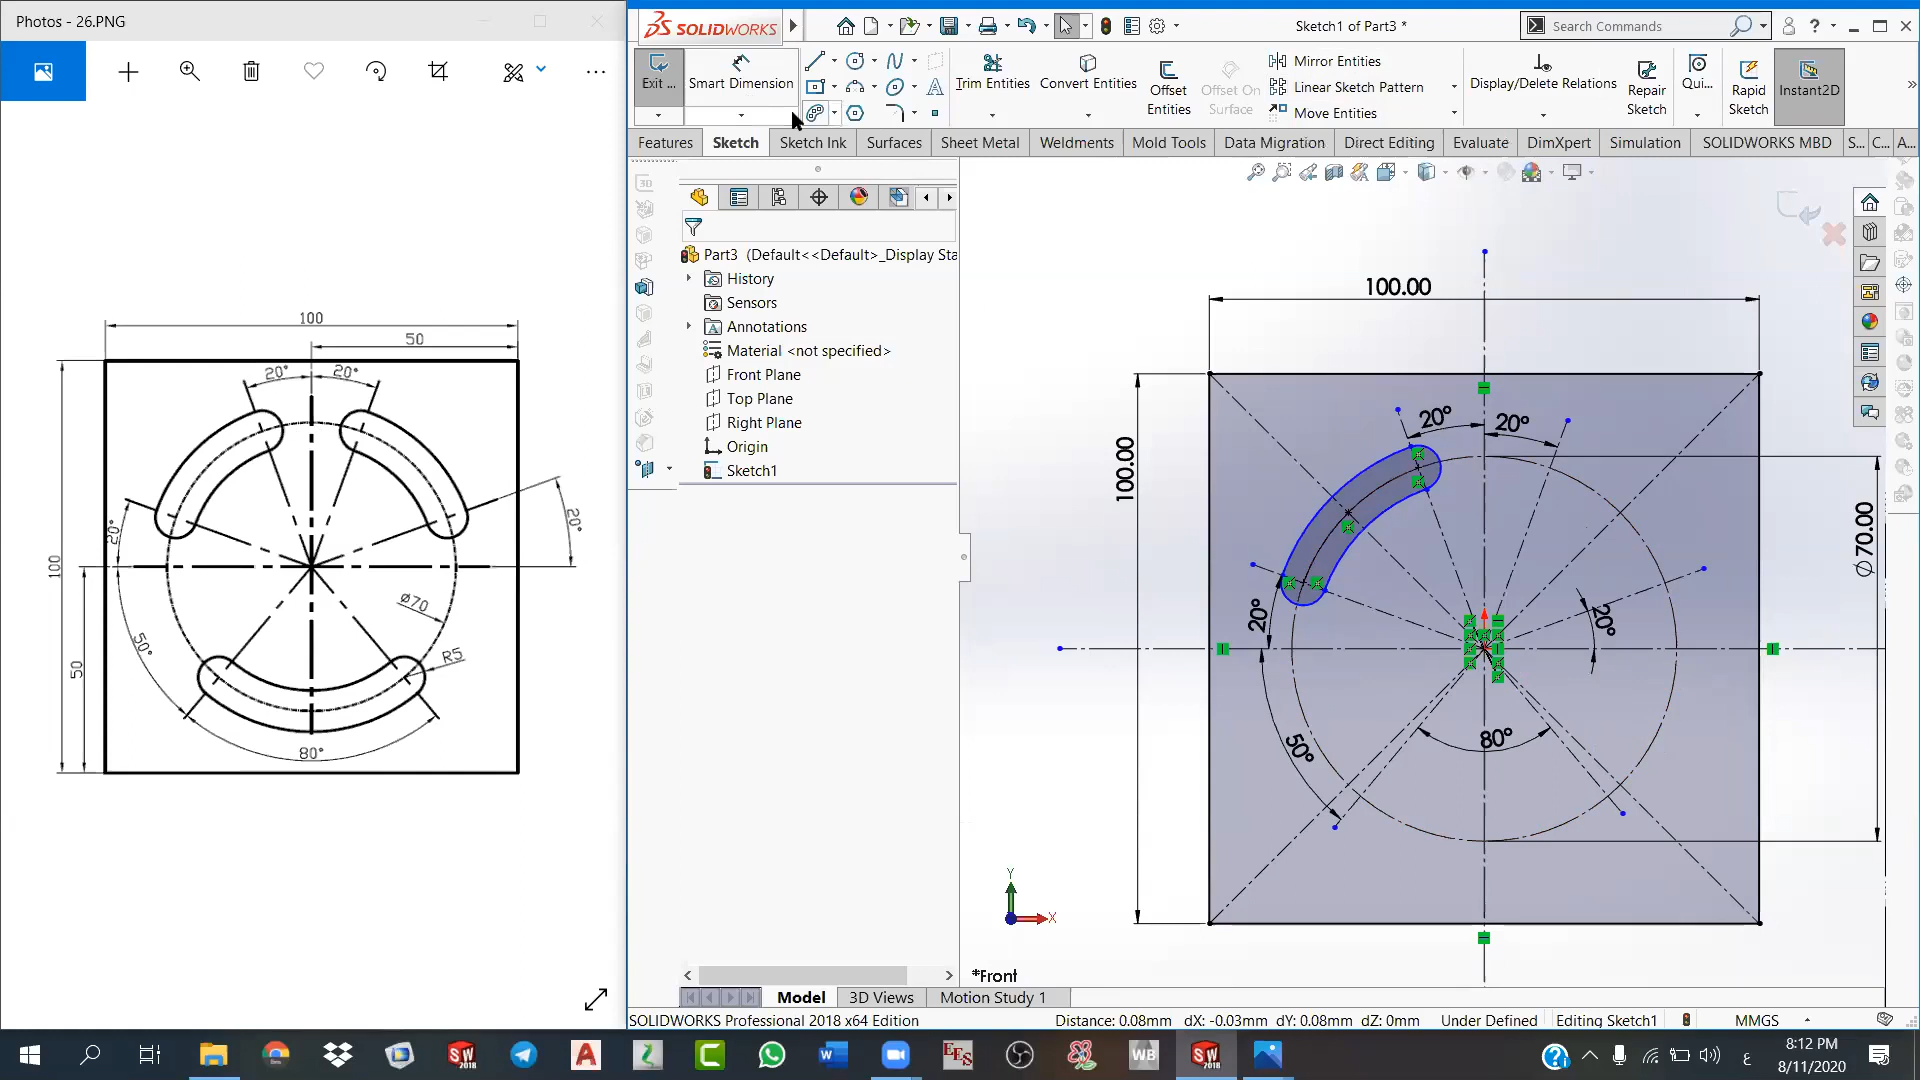 Photos - 26.PNG
100
50
20°
20°
20°
20°
100
50
50°
80°
Ø70
R5
SOLIDWORKS
Sketch1 of Part3 *
Search Commands
Exit ...
Smart Dimension
Trim Entities
Convert Entities
Offset Entities
Offset On Surface
Mirror Entities
Linear Sketch Pattern
Move Entities
Display/Delete Relations
Repair Sketch
Qui...
Rapid Sketch
Instant2D
Features
Sketch
Sketch Ink
Surfaces
Sheet Metal
Weldments
Mold Tools
Data Migration
Direct Editing
Evaluate
DimXpert
Simulation
SOLIDWORKS MBD
S...
C...
A...
Part3 (Default<<Default>_Display Sta
History
Sensors
Annotations
Material <not specified>
Front Plane
Top Plane
Right Plane
Origin
Sketch1
100.00
100.00
20°
20°
20°
20°
50°
80°
Ø70.00
Y
X
*Front
Model
3D Views
Motion Study 1
SOLIDWORKS Professional 2018 x64 Edition
Distance: 0.08mm dX: -0.03mm dY: 0.08mm dZ: 0mm
Under Defined
Editing Sketch1
MMGS
8:12 PM
8/11/2020
ع